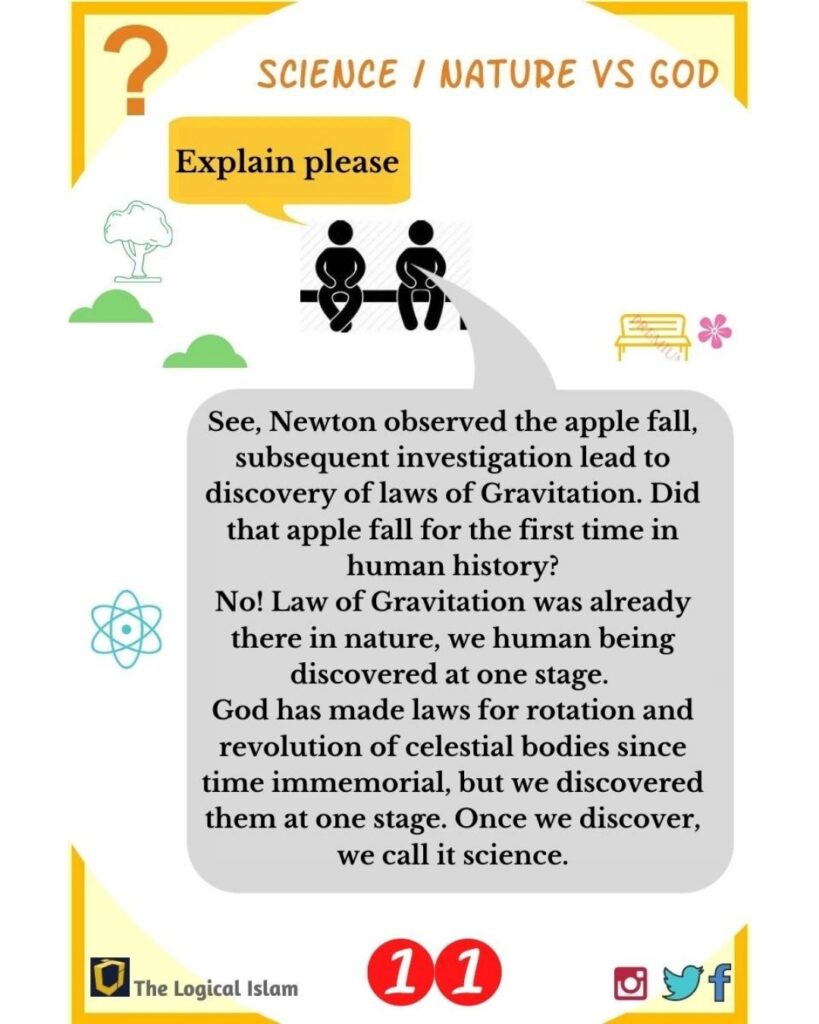 ?
SCIENCE / NATURE VS GOD
Explain please
PREMIUM
See, Newton observed the apple fall,
subsequent investigation lead to
discovery of laws of Gravitation. Did
that apple fall for the first time in
human history?
No! Law of Gravitation was already
there in nature, we human being
discovered at one stage.
God has made laws for rotation and
revolution of celestial bodies since
time immemorial, but we discovered
them at one stage. Once we discover,
we call it science.
The Logical Islam
11